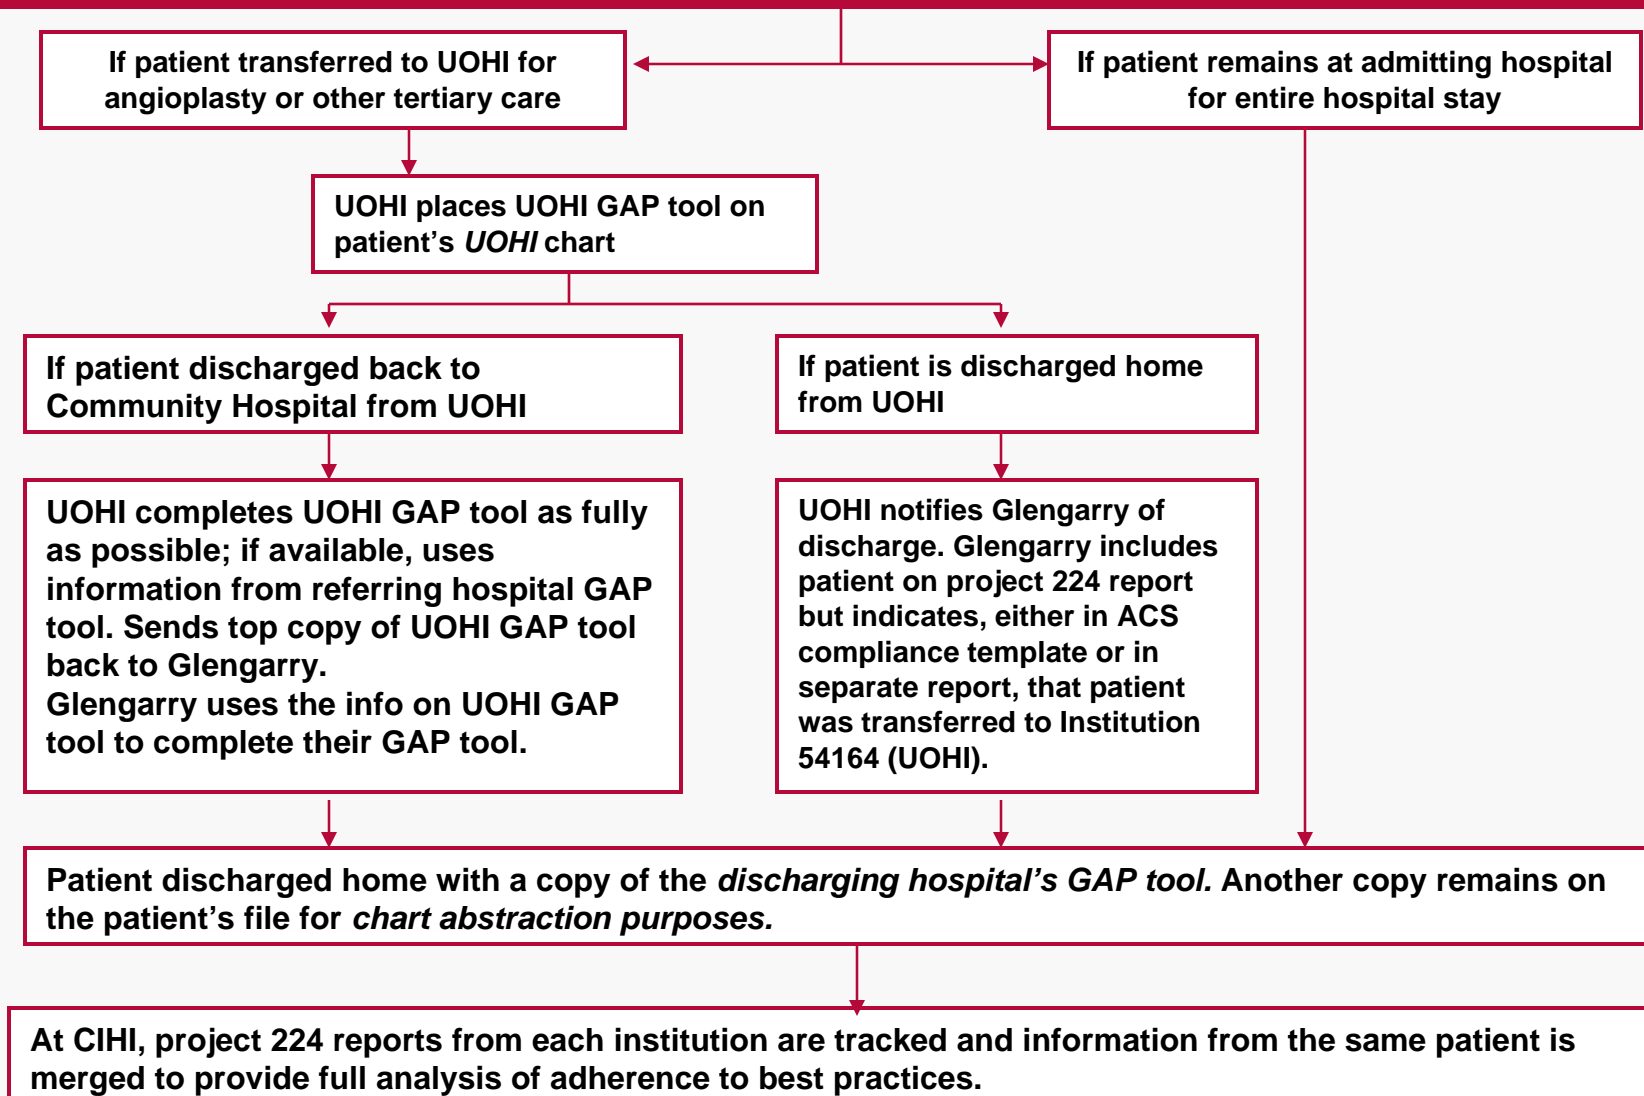 If patient transferred to UOHI for
angioplasty or other tertiary care
If patient remains at admitting hospital
for entire hospital stay
UOHI places UOHI GAP tool on
patient’s UOHI chart
If patient discharged back to
Community Hospital from UOHI
If patient is discharged home
from UOHI
UOHI completes UOHI GAP tool as fully
as possible; if available, uses
information from referring hospital GAP
tool. Sends top copy of UOHI GAP tool
back to Glengarry.
Glengarry uses the info on UOHI GAP
tool to complete their GAP tool.
UOHI notifies Glengarry of
discharge. Glengarry includes
patient on project 224 report
but indicates, either in ACS
compliance template or in
separate report, that patient
was transferred to Institution
54164 (UOHI).
Patient discharged home with a copy of the discharging hospital’s GAP tool. Another copy remains on
the patient’s file for chart abstraction purposes.
At CIHI, project 224 reports from each institution are tracked and information from the same patient is
merged to provide full analysis of adherence to best practices.